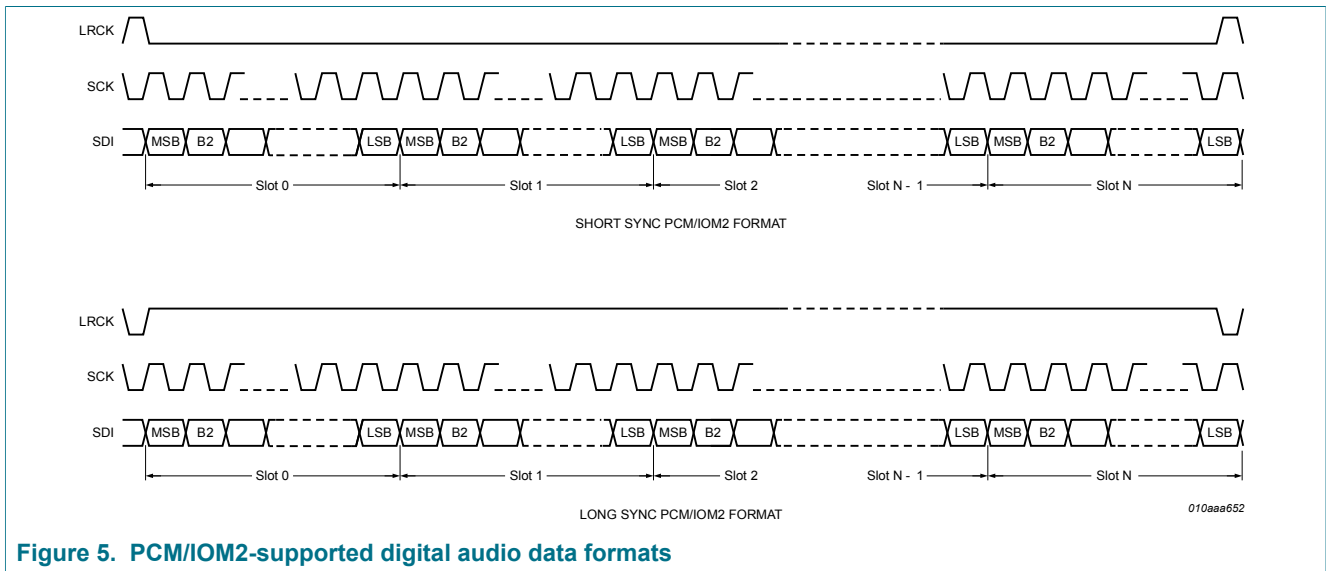 LRCK
SCK
SDI MSB B2 LSB MSB B2 LSB MSB B2 LSB MSB B2 LSB
Slot 0 Slot 1 Slot 2 Slot N - 1 Slot N
SHORT SYNC PCM/IOM2 FORMAT
LRCK
SCK
SDI MSB B2 LSB MSB B2 LSB MSB B2 LSB MSB B2 LSB
Slot 0 Slot 1 Slot 2 Slot N - 1 Slot N
LONG SYNC PCM/IOM2 FORMAT
010aaa652
Figure 5. PCM/IOM2-supported digital audio data formats